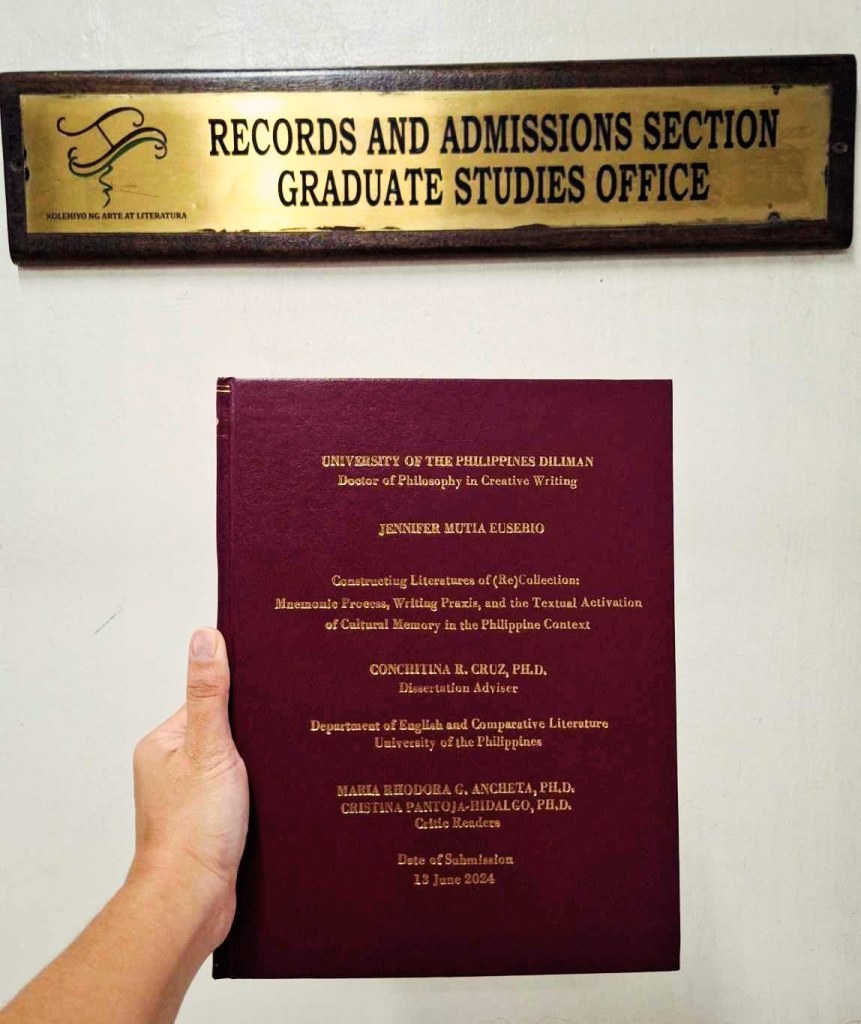 RECORDS AND ADMISSIONS SECTION
GRADUATE STUDIES OFFICE
KOLEHIYO NG ARTE AT LITERATURA
UNIVERSITY OF THE PHILIPPINES DILIMAN
Doctor of Philosophy in Creative Writing
JENNIFER MUTIA EUSEBIO
Constructing Literatures of (Re)Collection:
Mnemonic Process, Writing Praxis, and the Textual Activation
of Cultural Memory in the Philippine Context
CONCHITINA R. CRUZ, PH.D.
Dissertation Adviser
Department of English and Comparative Literature
University of the Philippines
MARIA RHODORA G. ANCHETA, PH.D.
CRISTINA PANTOJA-HIDALGO, PH.D.
Critic Readers
Date of Submission
13 June 2024